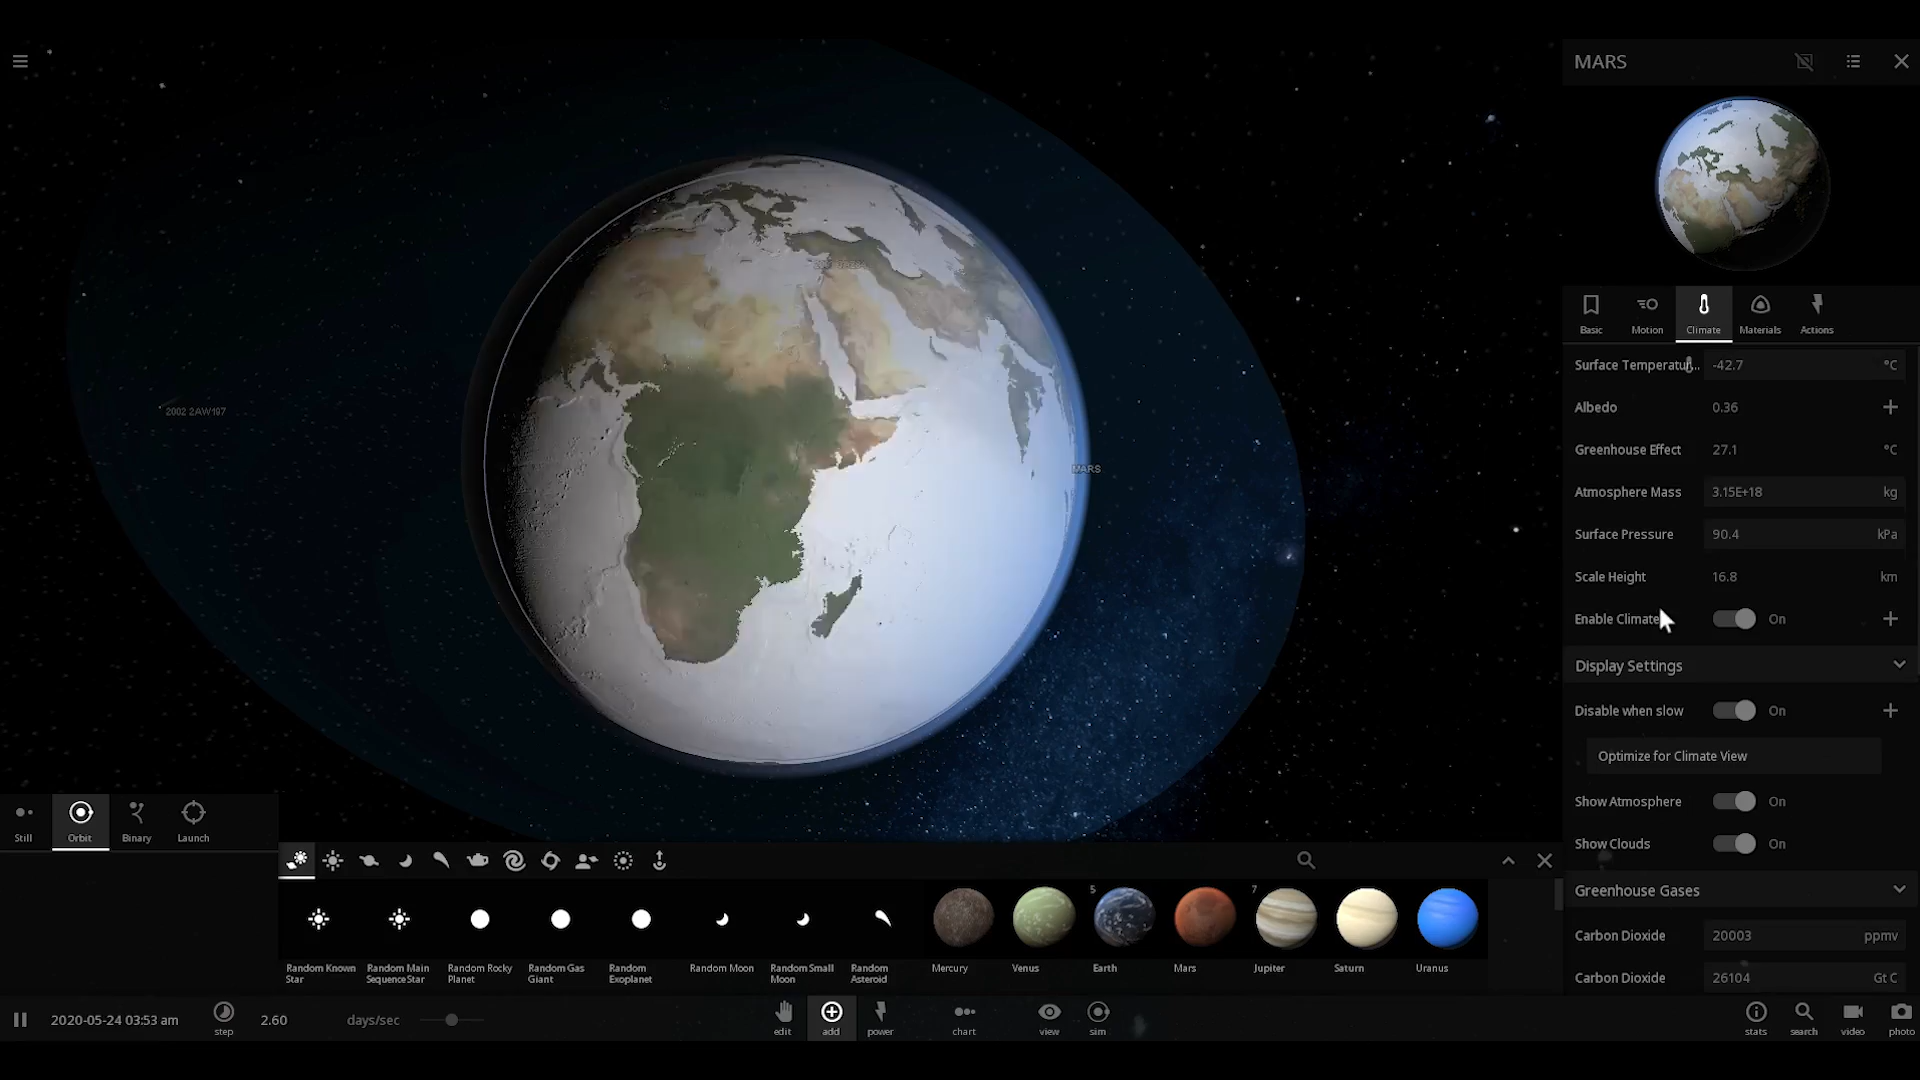 MARS
2002 2AW197
MARS
Basic
Motion
Climate
Materials
Actions
Surface Temperatur... -42.7 °C
Albedo 0.36
Greenhouse Effect 27.1 °C
Atmosphere Mass 3.15E+18 kg
Surface Pressure 90.4 kPa
Scale Height 16.8 km
Enable Climate On
Display Settings
Disable when slow On
Optimize for Climate View
Show Atmosphere On
Show Clouds On
Greenhouse Gases
Carbon Dioxide 20003 ppmv
Carbon Dioxide 26104 Gt C
Still
Orbit
Binary
Launch
5
7
Random Known Star
Random Main Sequence Star
Random Rocky Planet
Random Gas Giant
Random Exoplanet
Random Moon
Random Small Moon
Random Asteroid
Mercury
Venus
Earth
Mars
Jupiter
Saturn
Uranus
2020-05-24 03:53 am
step
2.60 days/sec
edit
add
power
chart
view
sim
stats
search
video
photo